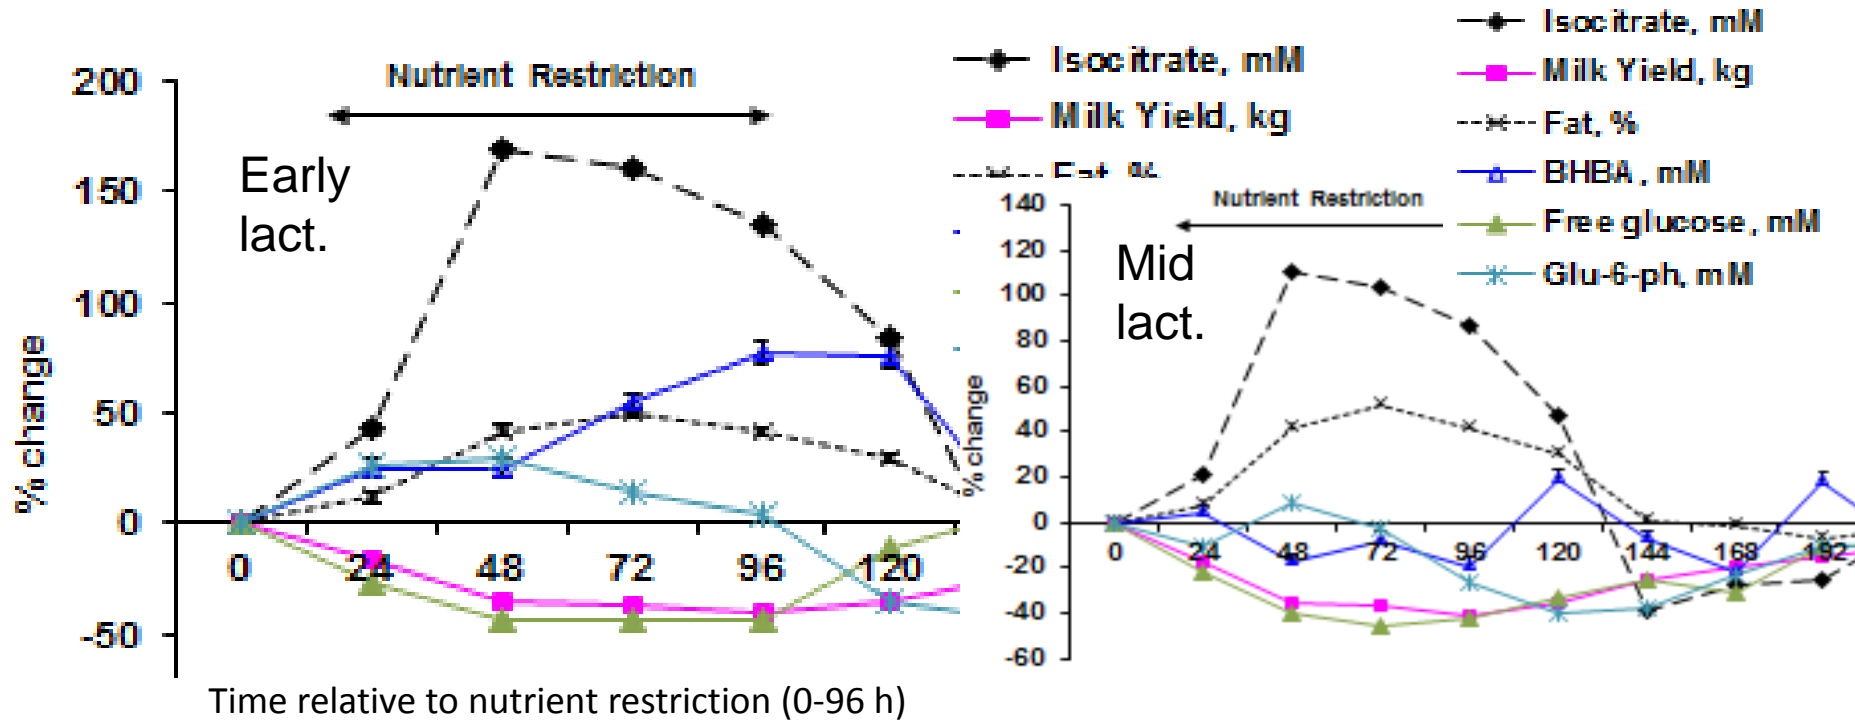 Nutrient Restriction
Early
lact.
200
150
100
50
0
-50
% change
0 24 48 72 96 120
Time relative to nutrient restriction (0-96 h)
Isocitrate, mM
Milk Yield, kg
Fat, %
Nutrient Restriction
Mid
lact.
140
120
100
80
60
40
20
0
-20
-40
-60
% change
0 24 48 72 96 120 144 168 192
Isocitrate, mM
Milk Yield, kg
Fat, %
BHBA, mM
Free glucose, mM
Glu-6-ph, mM